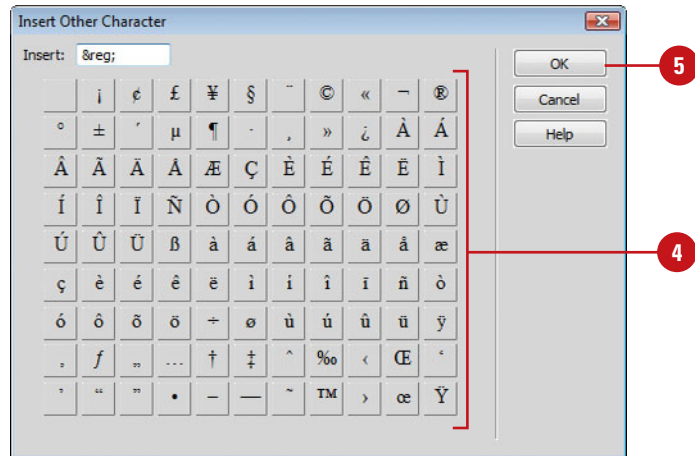 Insert Other Character
Insert: &reg;
OK
Cancel
Help
5
4
¡ ¢ £ ¥ § ¨ © « ¬ ®
° ± ´ µ ¶ · ¸ » ¿ À Á
 Ã Ä Å Æ Ç È É Ê Ë Ì
Í Î Ï Ñ Ò Ó Ô Õ Ö Ø Ù
Ú Û Ü ß à á â ã ä å æ
ç è é ê ë ì í î ï ñ ò
ó ô õ ö ÷ ø ù ú û ü ÿ
‚ ƒ „ … † ‡ ˆ ‰ ‹ Œ ‘
’ “ ” • – — ˜ ™ › œ Ÿ